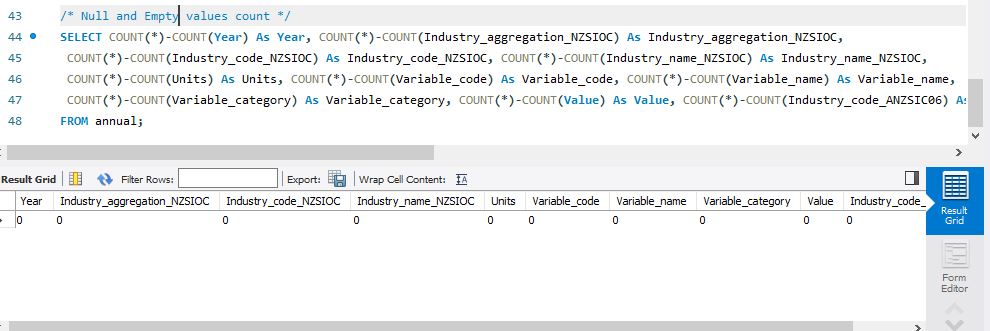 43 /* Null and Empty values count */
44 SELECT COUNT(*)-COUNT(Year) As Year, COUNT(*)-COUNT(Industry_aggregation_NZSIOC) As Industry_aggregation_NZSIOC,
45 COUNT(*)-COUNT(Industry_code_NZSIOC) As Industry_code_NZSIOC, COUNT(*)-COUNT(Industry_name_NZSIOC) As Industry_name_NZSIOC,
46 COUNT(*)-COUNT(Units) As Units, COUNT(*)-COUNT(Variable_code) As Variable_code, COUNT(*)-COUNT(Variable_name) As Variable_name,
47 COUNT(*)-COUNT(Variable_category) As Variable_category, COUNT(*)-COUNT(Value) As Value, COUNT(*)-COUNT(Industry_code_ANZSIC06) As
48 FROM annual;
Result Grid Filter Rows: Export: Wrap Cell Content: IA
Year Industry_aggregation_NZSIOC Industry_code_NZSIOC Industry_name_NZSIOC Units Variable_code Variable_name Variable_category Value Industry_code_
0 0 0 0 0 0 0 0 0 0
Result
Grid
Form
Editor